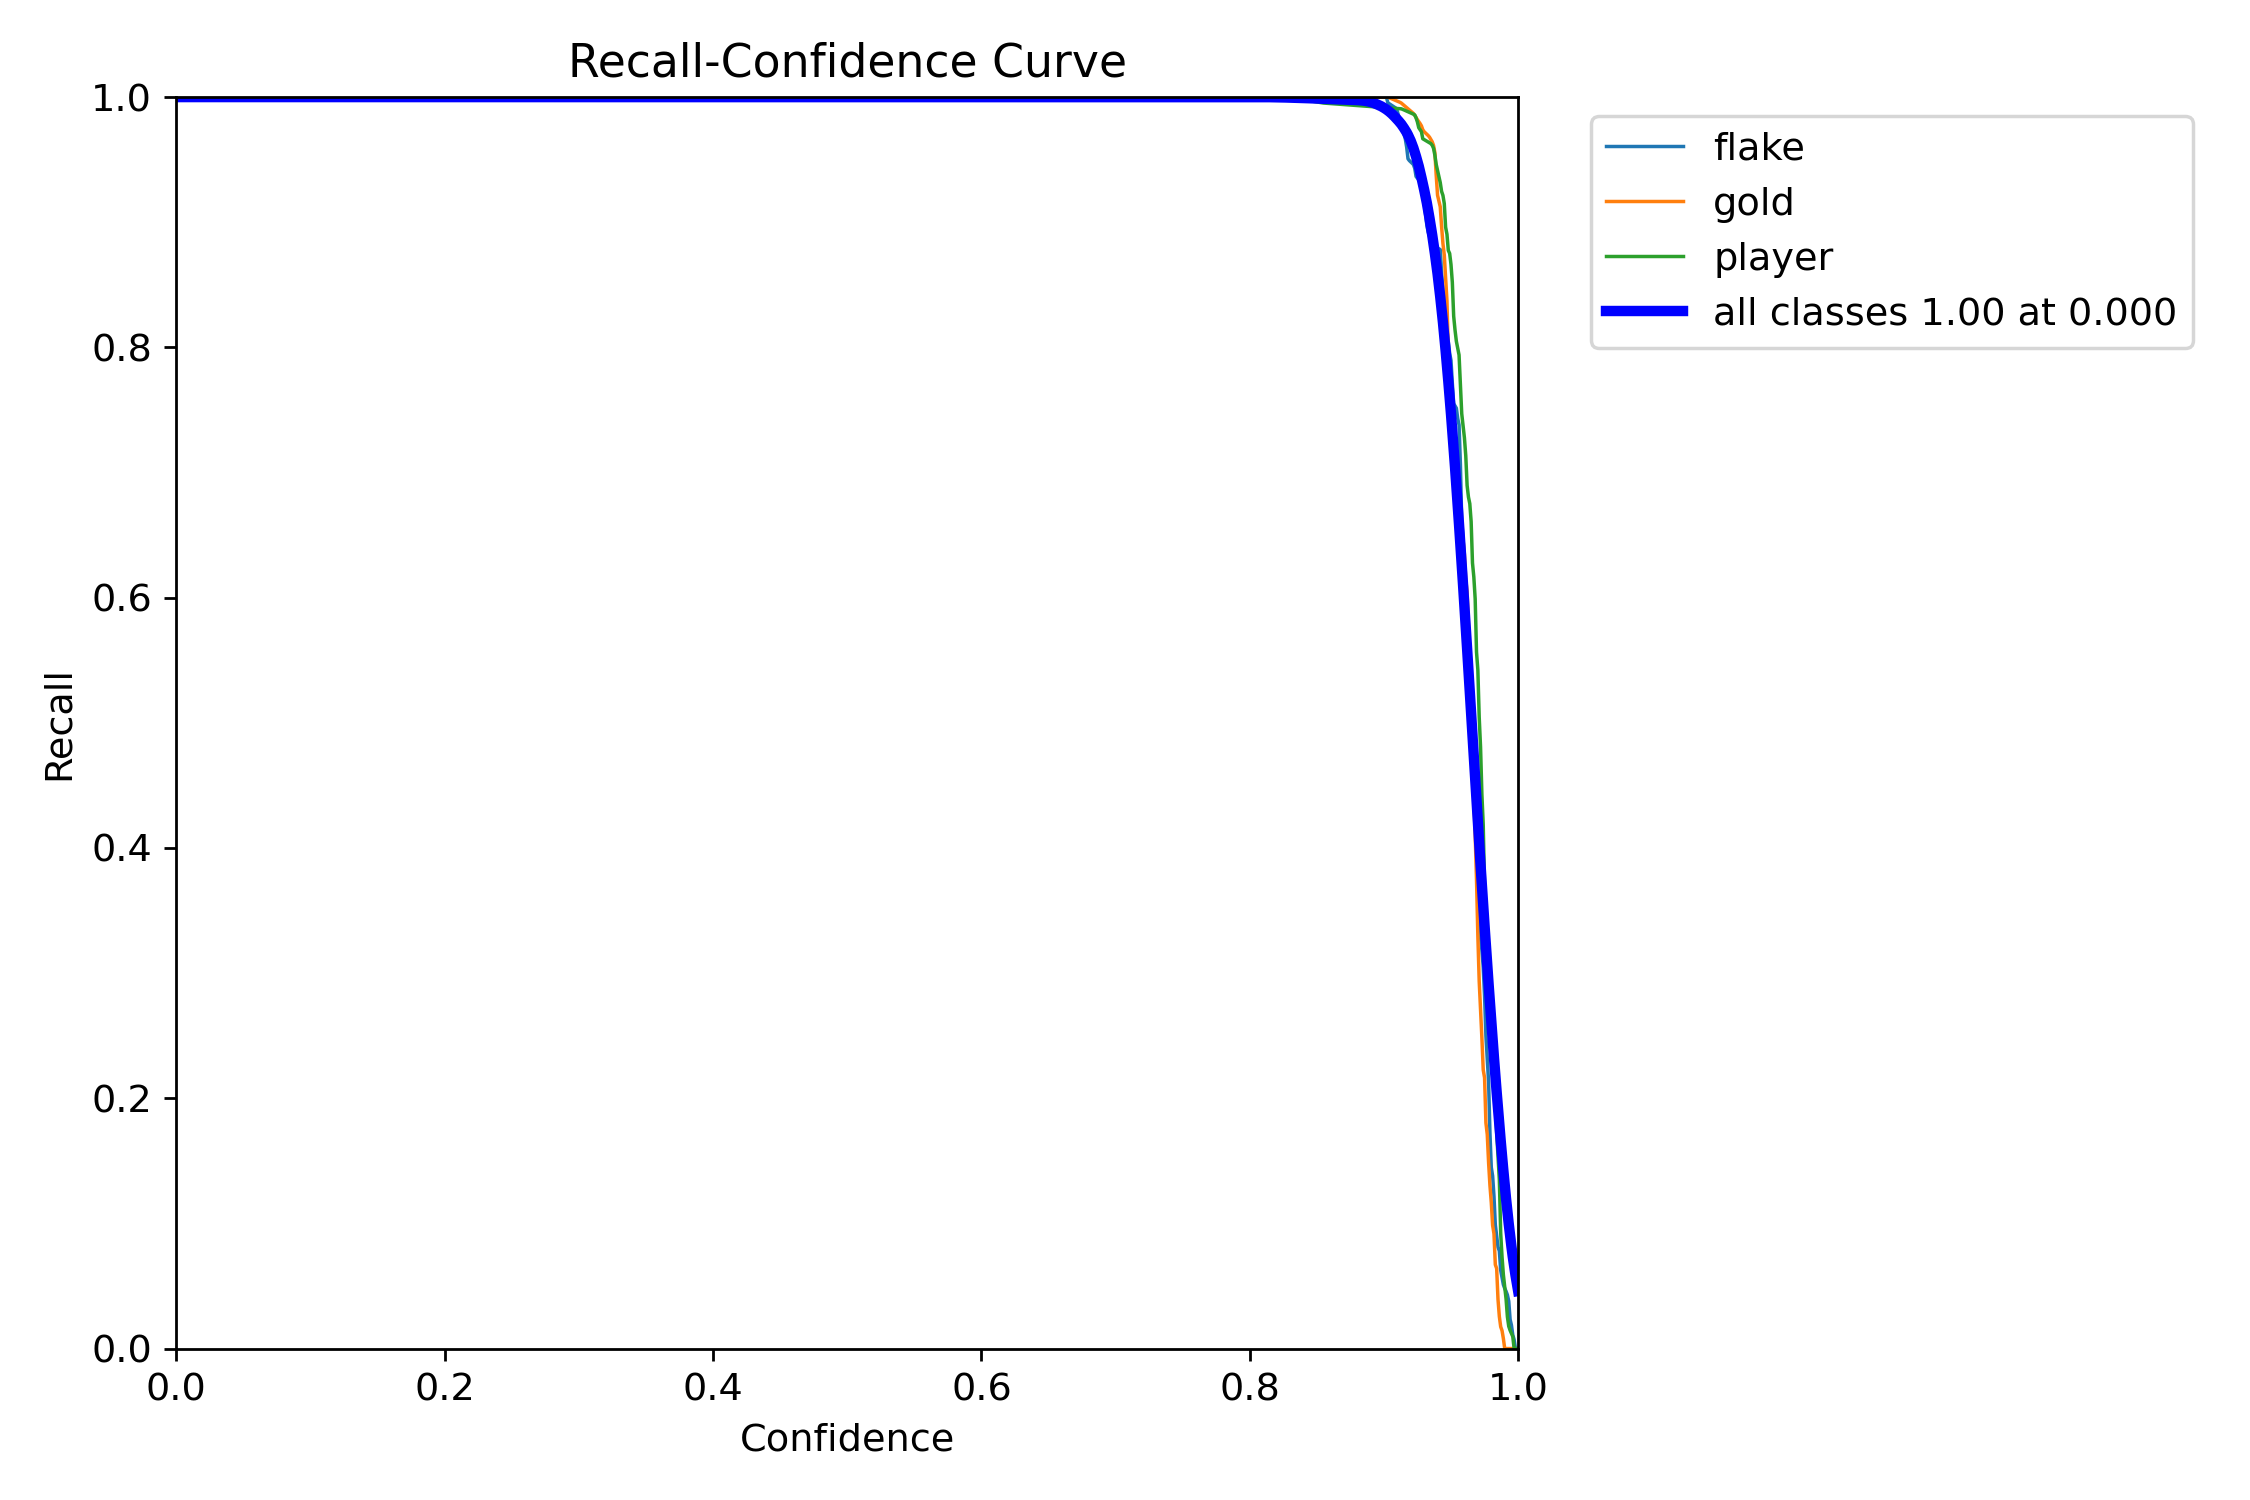 Recall-Confidence Curve
1.0
0.8
0.6
0.4
0.2
0.0
Recall
0.0 0.2 0.4 0.6 0.8 1.0
Confidence
flake
gold
player
all classes 1.00 at 0.000